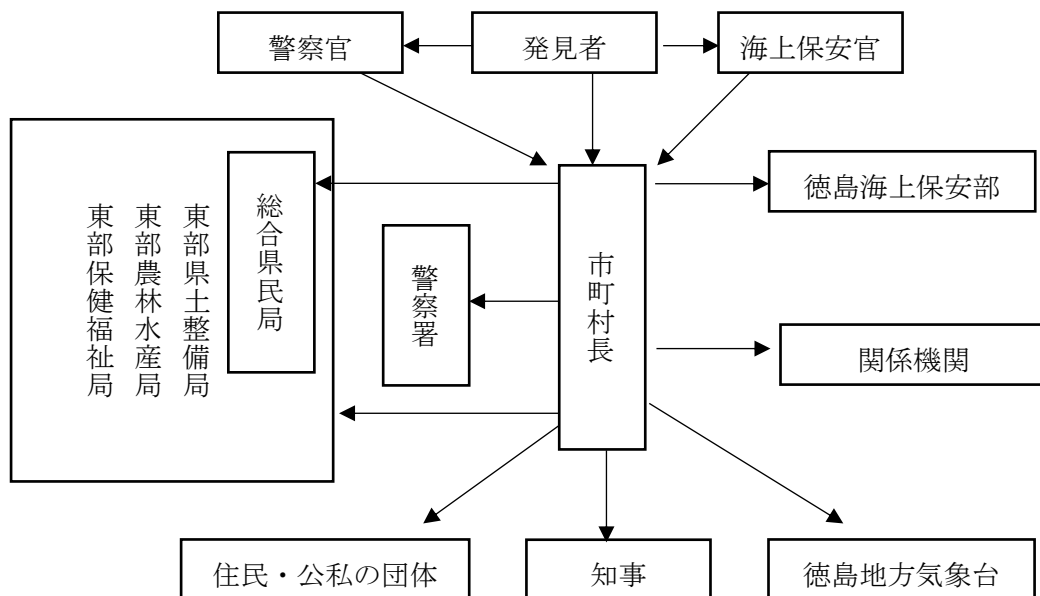 警察官
発見者
海上保安官
徳島海上保安部
総合県民局
東部県土整備局
東部農林水産局
東部保健福祉局
警察署
市町村長
関係機関
住民・公私の団体
知事
徳島地方気象台